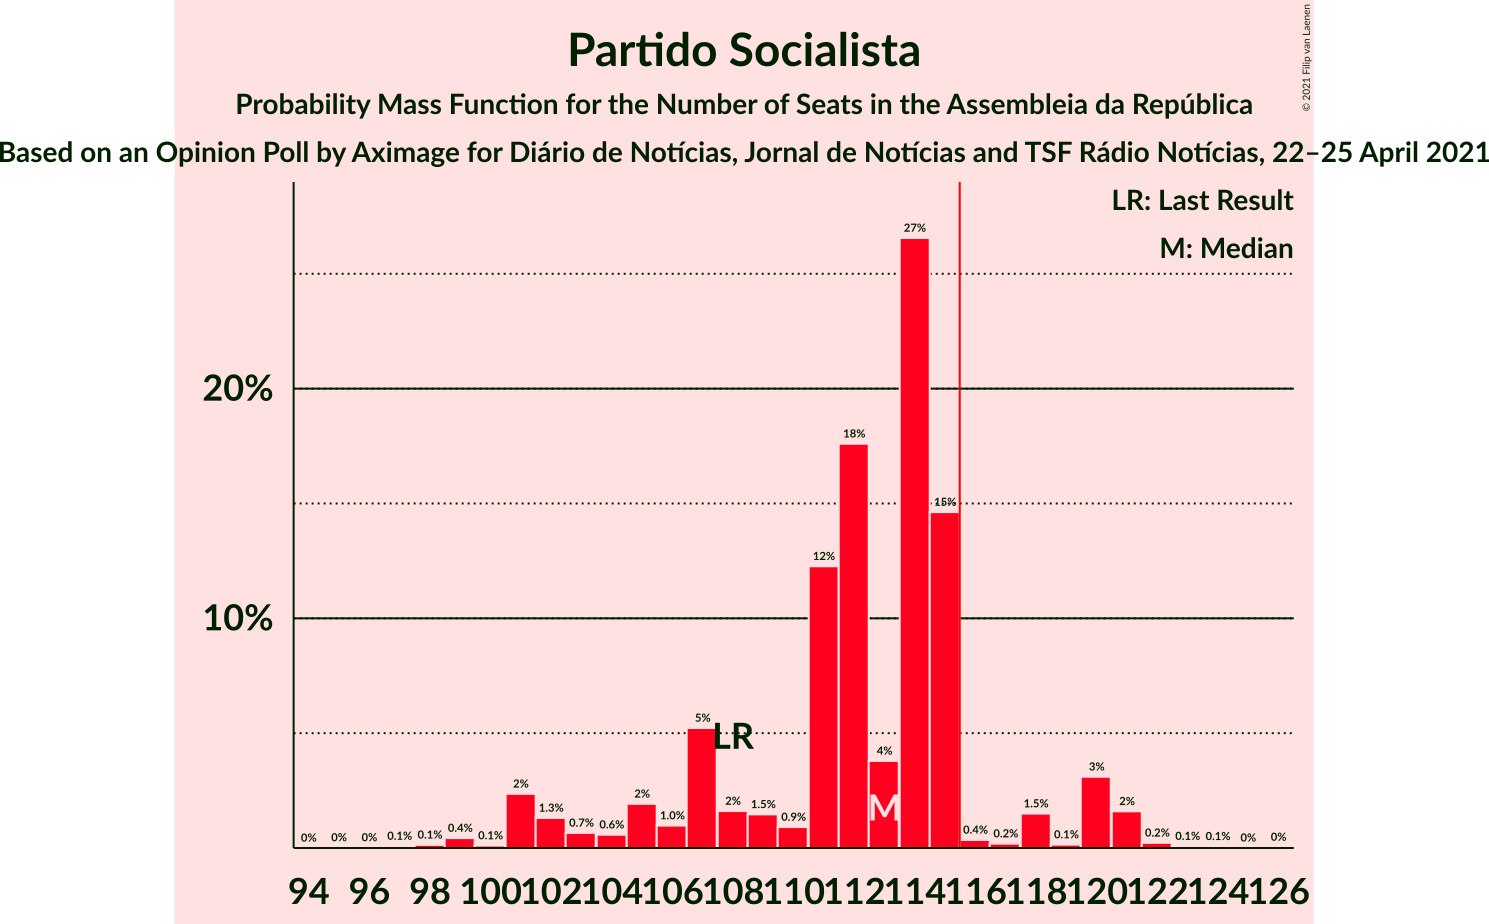 Partido Socialista
Probability Mass Function for the Number of Seats in the Assembleia da República
Based on an Opinion Poll by Aximage for Diário de Notícias, Jornal de Notícias and TSF Rádio Notícias, 22–25 April 2021
© 2021 Filip van Laenen
LR: Last Result
M: Median
20%
10%
0% 0% 0% 0.1% 0.1% 0.4% 0.1% 2% 1.3% 0.7% 0.6% 2% 1.0% 5% LR 2% 1.5% 0.9% 12% 18% 4% M 27% 15% 0.4% 0.2% 1.5% 0.1% 3% 2% 0.2% 0.1% 0.1% 0% 0%
94 96 98 100 102 104 106 108 110 112 114 116 118 120 122 124 126